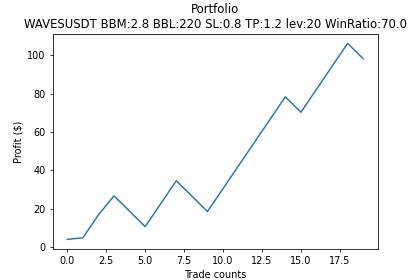 Portfolio
WAVESUSDT BBM:2.8 BBL:220 SL:0.8 TP:1.2 lev:20 WinRatio:70.0
100
80
60
40
20
0
Profit ($)
0.0 2.5 5.0 7.5 10.0 12.5 15.0 17.5
Trade counts